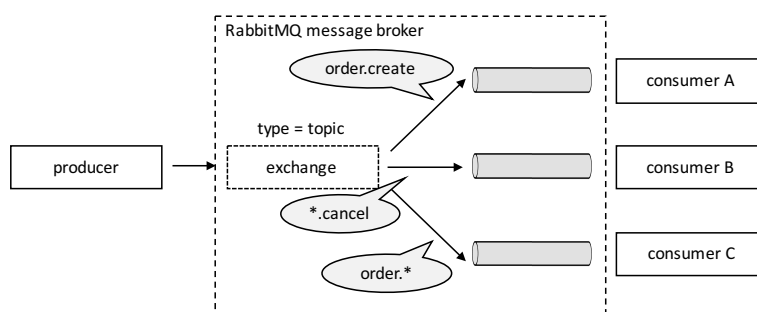 RabbitMQ message broker
order.create
consumer A
type = topic
producer
exchange
consumer B
*.cancel
order.*
consumer C